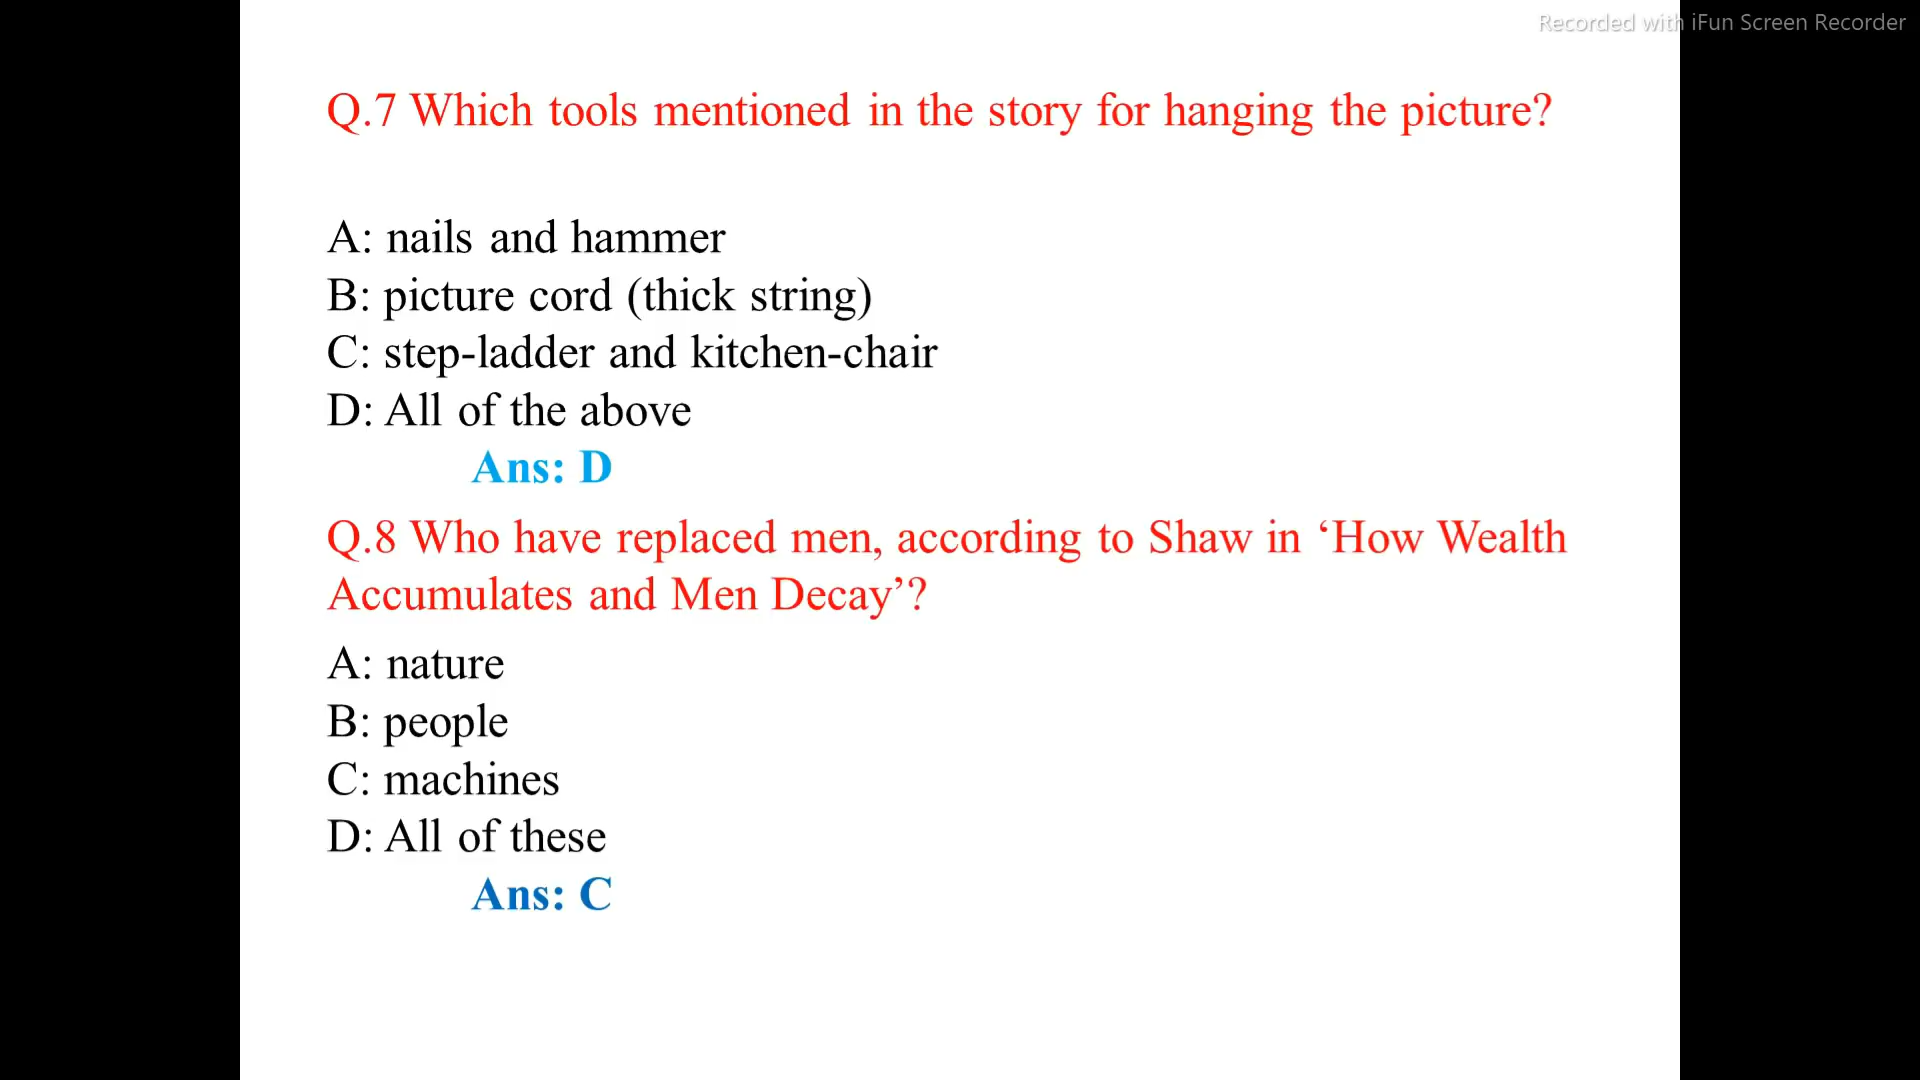 Recorded with iFun Screen Recorder
Q.7 Which tools mentioned in the story for hanging the picture?
A: nails and hammer
B: picture cord (thick string)
C: step-ladder and kitchen-chair
D: All of the above
Ans: D
Q.8 Who have replaced men, according to Shaw in ‘How Wealth
Accumulates and Men Decay’?
A: nature
B: people
C: machines
D: All of these
Ans: C